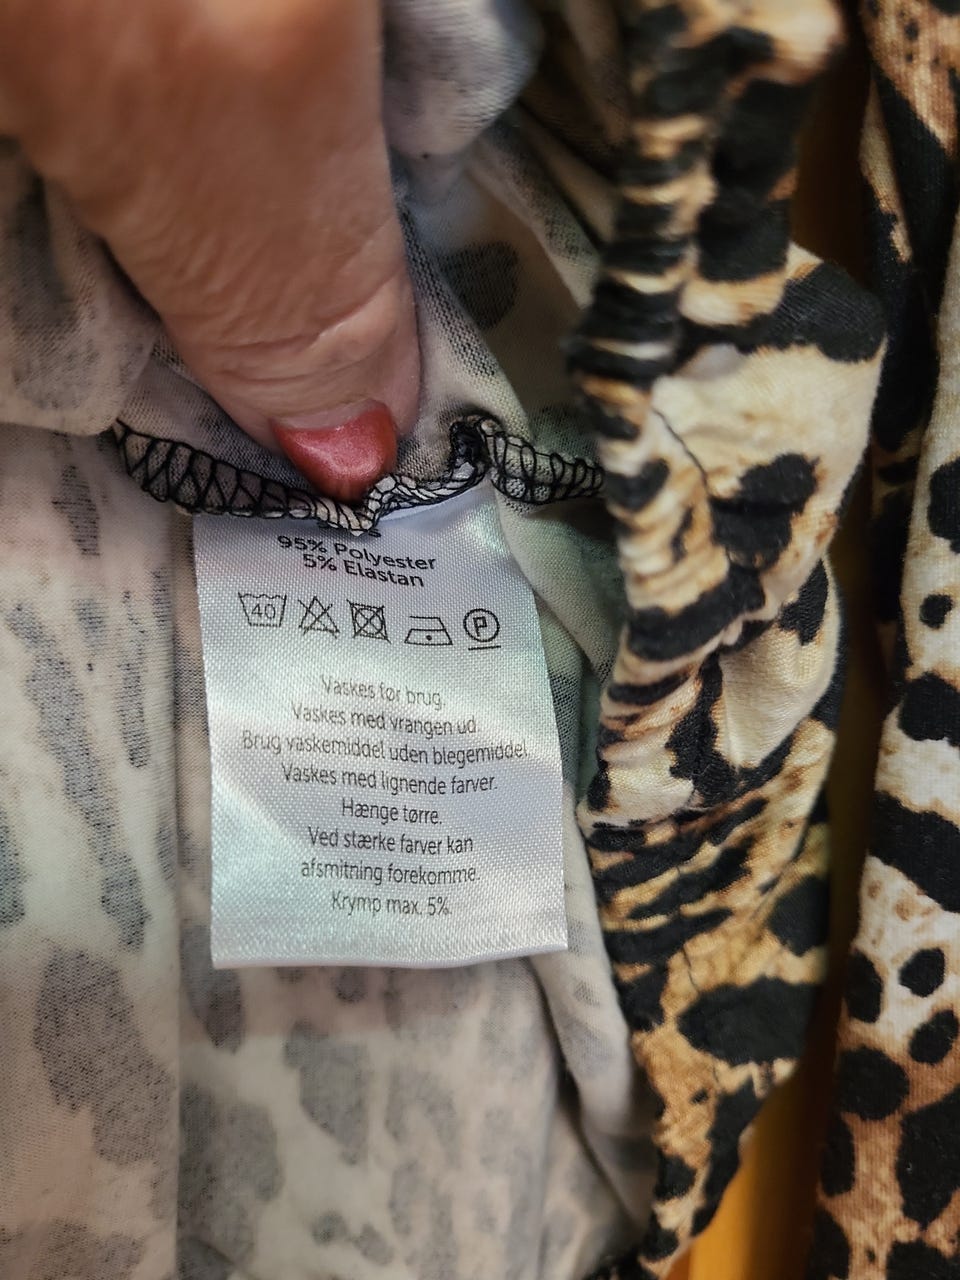 95% Polyester
5% Elastan
40 P
Vaskes før brug.
Vaskes med vrangen ud.
Brug vaskemiddel uden blegemiddel.
Vaskes med lignende farver.
Hænge tørre.
Ved stærke farver kan
afsmitning forekomme.
Krymp max. 5%.